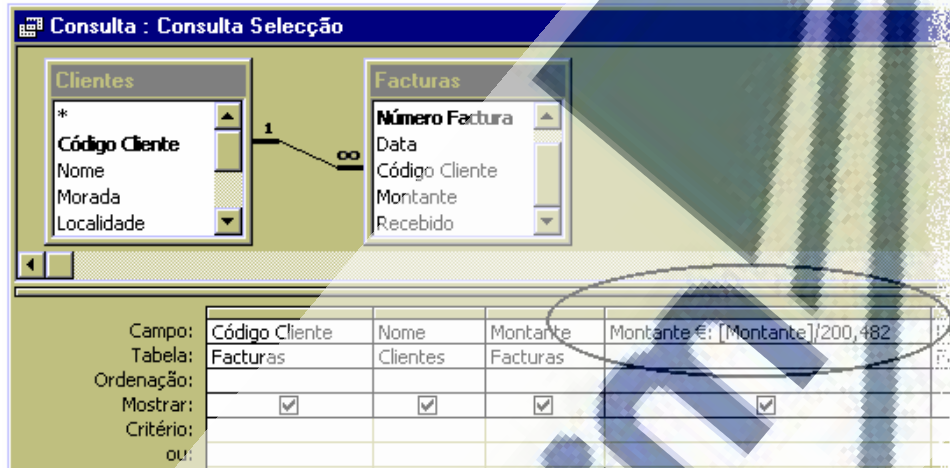 Consulta : Consulta Selecção
Clientes
*
Código Cliente
Nome
Morada
Localidade
1
∞
Facturas
Número Factura
Data
Código Cliente
Montante
Recebido
Campo: Código Cliente Nome Montante Montante €: [Montante]/200,482
Tabela: Facturas Clientes Facturas
Ordenação:
Mostrar:
Critério:
ou: